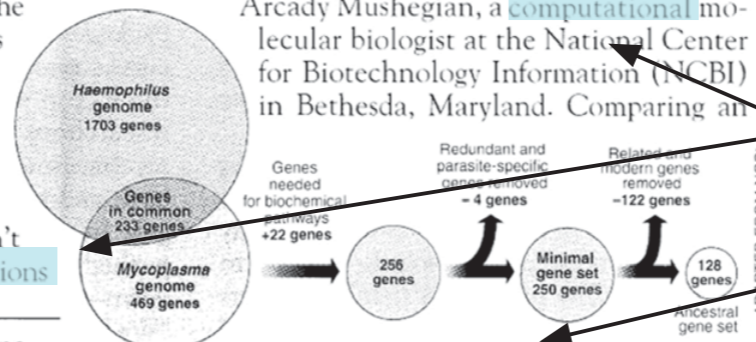 he
Arcady Mushegian, a computational mo-
lecular biologist at the National Center
for Biotechnology Information (NCBI)
in Bethesda, Maryland. Comparing an
s
Haemophilus
genome
1703 genes
Genes
in common
233 genes
Mycoplasma
genome
469 genes
n't
ions
Genes
needed
for biochemical
pathways
+22 genes
256
genes
Redundant and
parasite-specific
genes removed
– 4 genes
Minimal
gene set
250 genes
Related and
modern genes
removed
–122 genes
128
genes
Ancestral
gene set